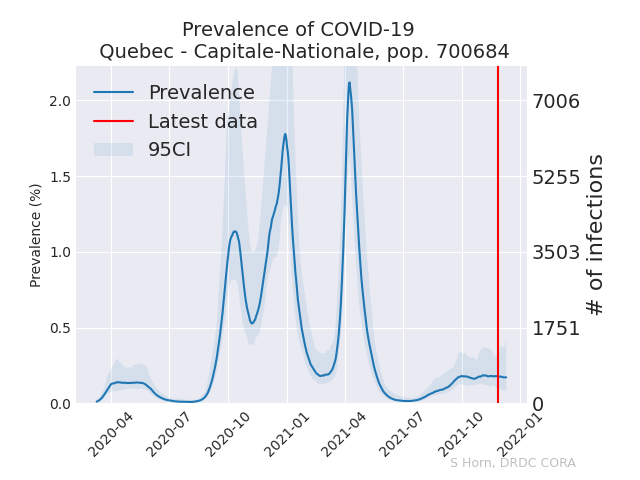 Prevalence of COVID-19
Quebec - Capitale-Nationale, pop. 700684
Prevalence
Latest data
95CI
Prevalence (%)
2.0
1.5
1.0
0.5
0.0
7006
5255
3503
1751
0
# of infections
2020-04
2020-07
2020-10
2021-01
2021-04
2021-07
2021-10
2022-01
S Horn, DRDC CORA